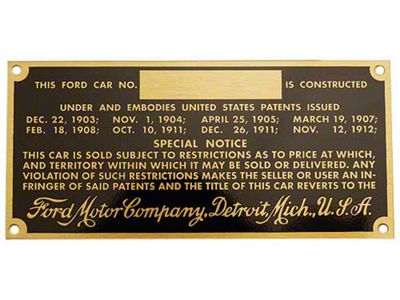 THIS FORD CAR NO. IS CONSTRUCTED
UNDER AND EMBODIES UNITED STATES PATENTS ISSUED
DEC. 22, 1903; NOV. 1, 1904; APRIL 25, 1905; MARCH 19, 1907;
FEB. 18, 1908; OCT. 10, 1911; DEC. 26, 1911; NOV. 12, 1912;
SPECIAL NOTICE
THIS CAR IS SOLD SUBJECT TO RESTRICTIONS AS TO PRICE AT WHICH,
AND TERRITORY WITHIN WHICH IT MAY BE SOLD OR DELIVERED. ANY
VIOLATION OF SUCH RESTRICTIONS MAKES THE SELLER OR USER AN IN-
FRINGER OF SAID PATENTS AND THE TITLE OF THIS CAR REVERTS TO THE
Ford Motor Company, Detroit, Mich., U.S.A.